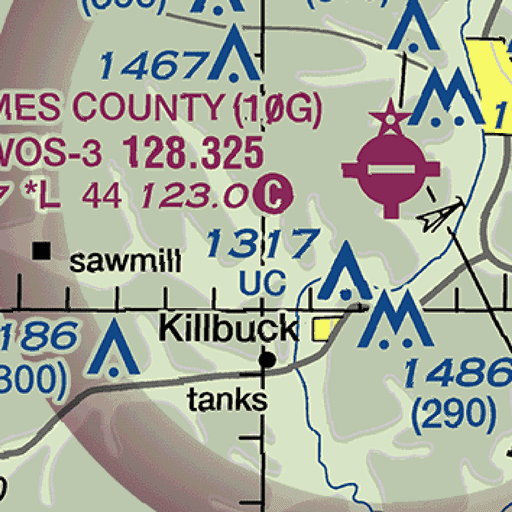 1467
MES COUNTY (10G)
WOS-3 128.325
7 *L 44 123.0 C
1
1317
UC
sawmill
186
300)
Killbuck
tanks
1486
(290)